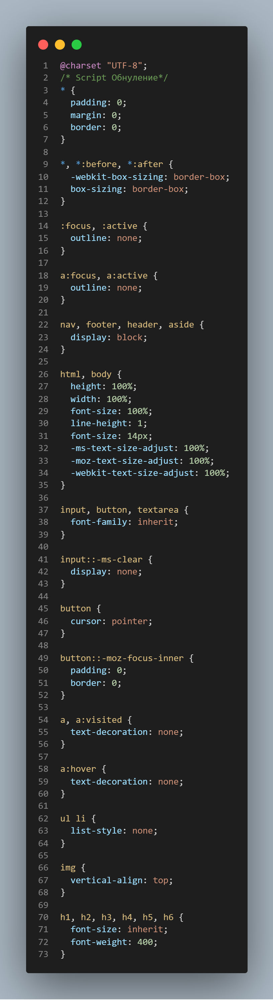 1 @charset "UTF-8";
2 /* Script Обнуление*/
3 * {
4 padding: 0;
5 margin: 0;
6 border: 0;
7 }
8
9 *, *:before, *:after {
10 -webkit-box-sizing: border-box;
11 box-sizing: border-box;
12 }
13
14 :focus, :active {
15 outline: none;
16 }
17
18 a:focus, a:active {
19 outline: none;
20 }
21
22 nav, footer, header, aside {
23 display: block;
24 }
25
26 html, body {
27 height: 100%;
28 width: 100%;
29 font-size: 100%;
30 line-height: 1;
31 font-size: 14px;
32 -ms-text-size-adjust: 100%;
33 -moz-text-size-adjust: 100%;
34 -webkit-text-size-adjust: 100%;
35 }
36
37 input, button, textarea {
38 font-family: inherit;
39 }
40
41 input::-ms-clear {
42 display: none;
43 }
44
45 button {
46 cursor: pointer;
47 }
48
49 button::-moz-focus-inner {
50 padding: 0;
51 border: 0;
52 }
53
54 a, a:visited {
55 text-decoration: none;
56 }
57
58 a:hover {
59 text-decoration: none;
60 }
61
62 ul li {
63 list-style: none;
64 }
65
66 img {
67 vertical-align: top;
68 }
69
70 h1, h2, h3, h4, h5, h6 {
71 font-size: inherit;
72 font-weight: 400;
73 }